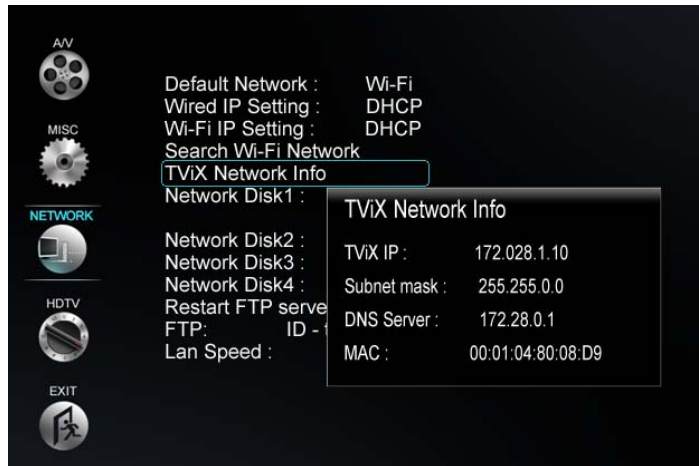 A/V
MISC
NETWORK
HDTV
EXIT
Default Network : Wi-Fi
Wired IP Setting : DHCP
Wi-Fi IP Setting : DHCP
Search Wi-Fi Network
TViX Network Info
Network Disk1 :
Network Disk2 :
Network Disk3 :
Network Disk4 :
Restart FTP serve
FTP: ID -
Lan Speed :
TViX Network Info
TViX IP : 172.028.1.10
Subnet mask : 255.255.0.0
DNS Server : 172.28.0.1
MAC : 00:01:04:80:08:D9